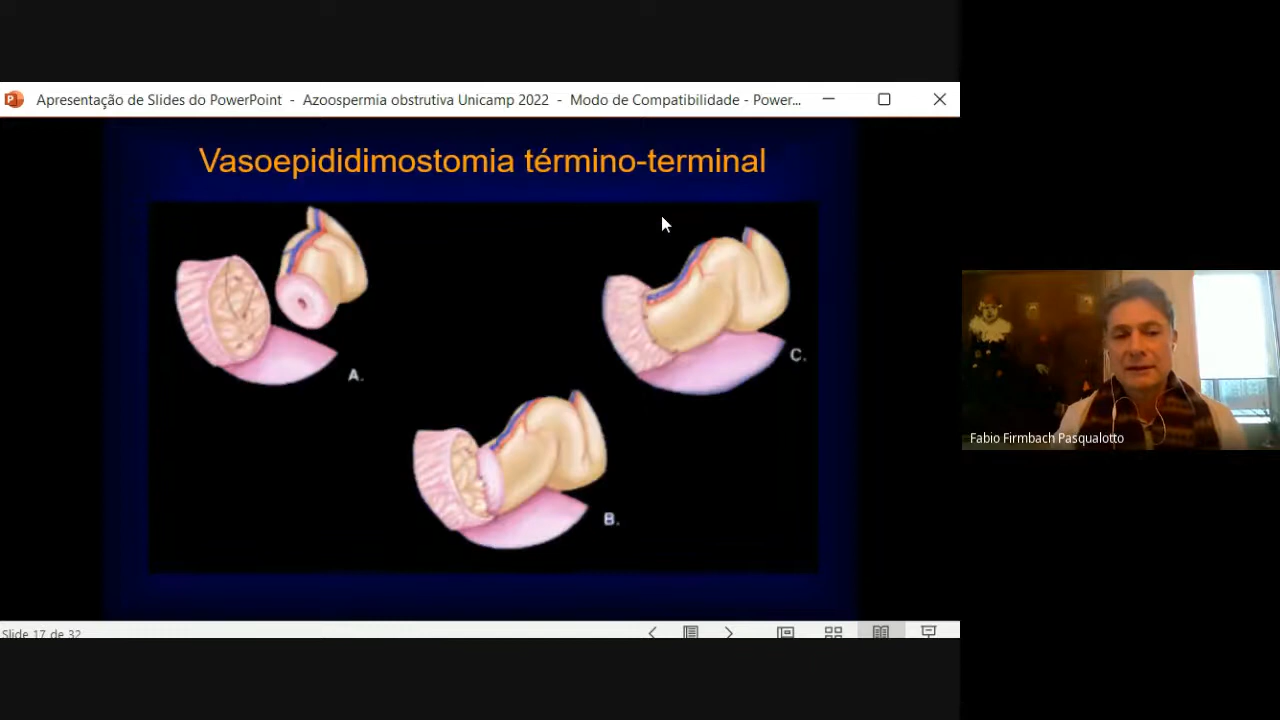 Apresentação de Slides do PowerPoint - Azoospermia obstrutiva Unicamp 2022 - Modo de Compatibilidade - Power...
Vasoepididimostomia término-terminal
A.
C.
B.
Fabio Firmbach Pasqualotto
Slide 17 de 32